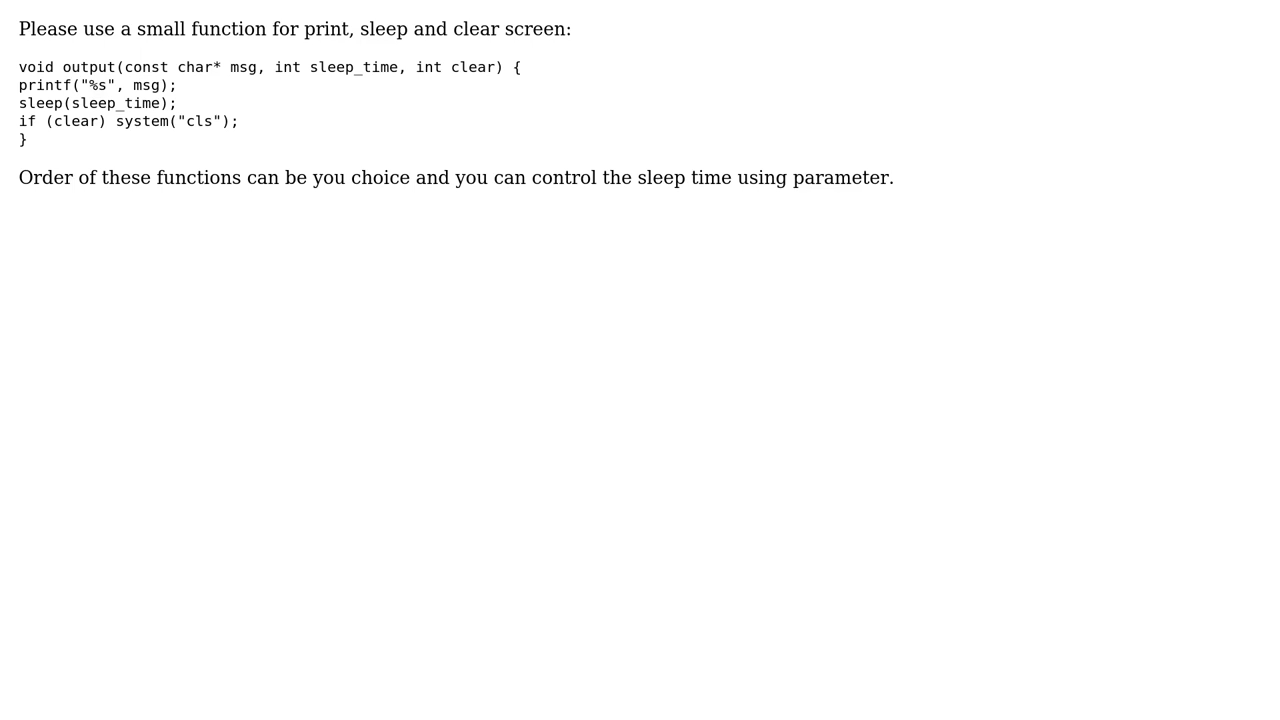 Please use a small function for print, sleep and clear screen:
void output(const char* msg, int sleep_time, int clear) {
printf("%s", msg);
sleep(sleep_time);
if (clear) system("cls");
}
Order of these functions can be you choice and you can control the sleep time using parameter.